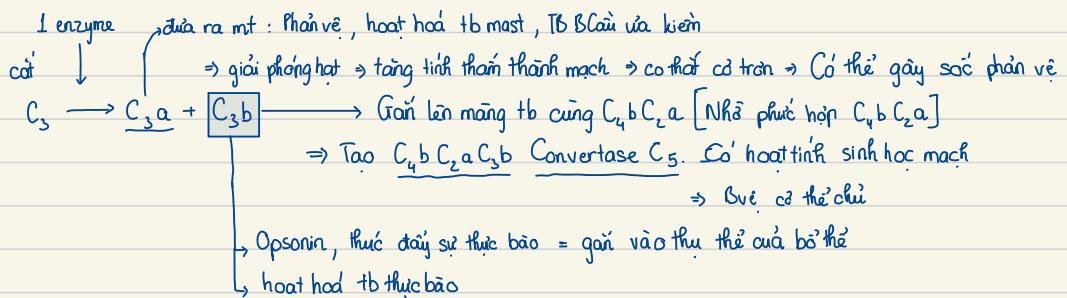 1 enzyme đưa ra mt : Phản vệ, hoạt hoá tb mast, TB BCầu ưa kiềm
cắt ⇒ giải phóng hạt ⇒ tăng tính thấm thành mạch ⇒ co thắt cơ trơn ⇒ Có thể gây sốc phản vệ
C₃ → C₃a + C₃b → Gắn lên màng tb cùng C₄bC₂a [Nhờ phức hợp C₄bC₂a]
⇒ Tạo C₄bC₂aC₃b Convertase C₅. Có hoạt tính sinh học mạch
⇒ Bvệ cơ thể chủ
↳ Opsonin, thúc đẩy sự thực bào = gắn vào thụ thể của bổ thể
↳ hoạt hoá tb thực bào